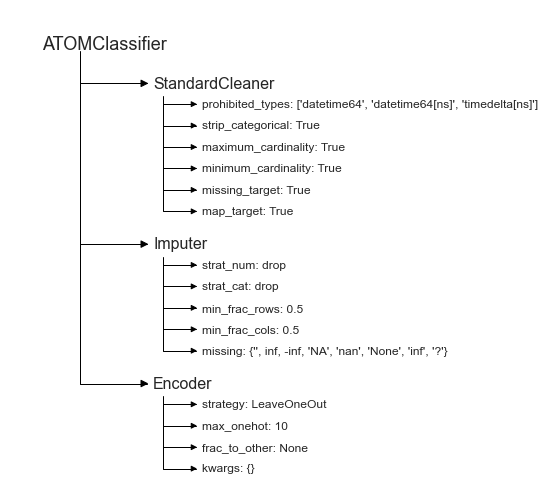 ATOMClassifier
StandardCleaner
prohibited_types: ['datetime64', 'datetime64[ns]', 'timedelta[ns]']
strip_categorical: True
maximum_cardinality: True
minimum_cardinality: True
missing_target: True
map_target: True
Imputer
strat_num: drop
strat_cat: drop
min_frac_rows: 0.5
min_frac_cols: 0.5
missing: {'', inf, -inf, 'NA', 'nan', 'None', 'inf', '?'}
Encoder
strategy: LeaveOneOut
max_onehot: 10
frac_to_other: None
kwargs: {}